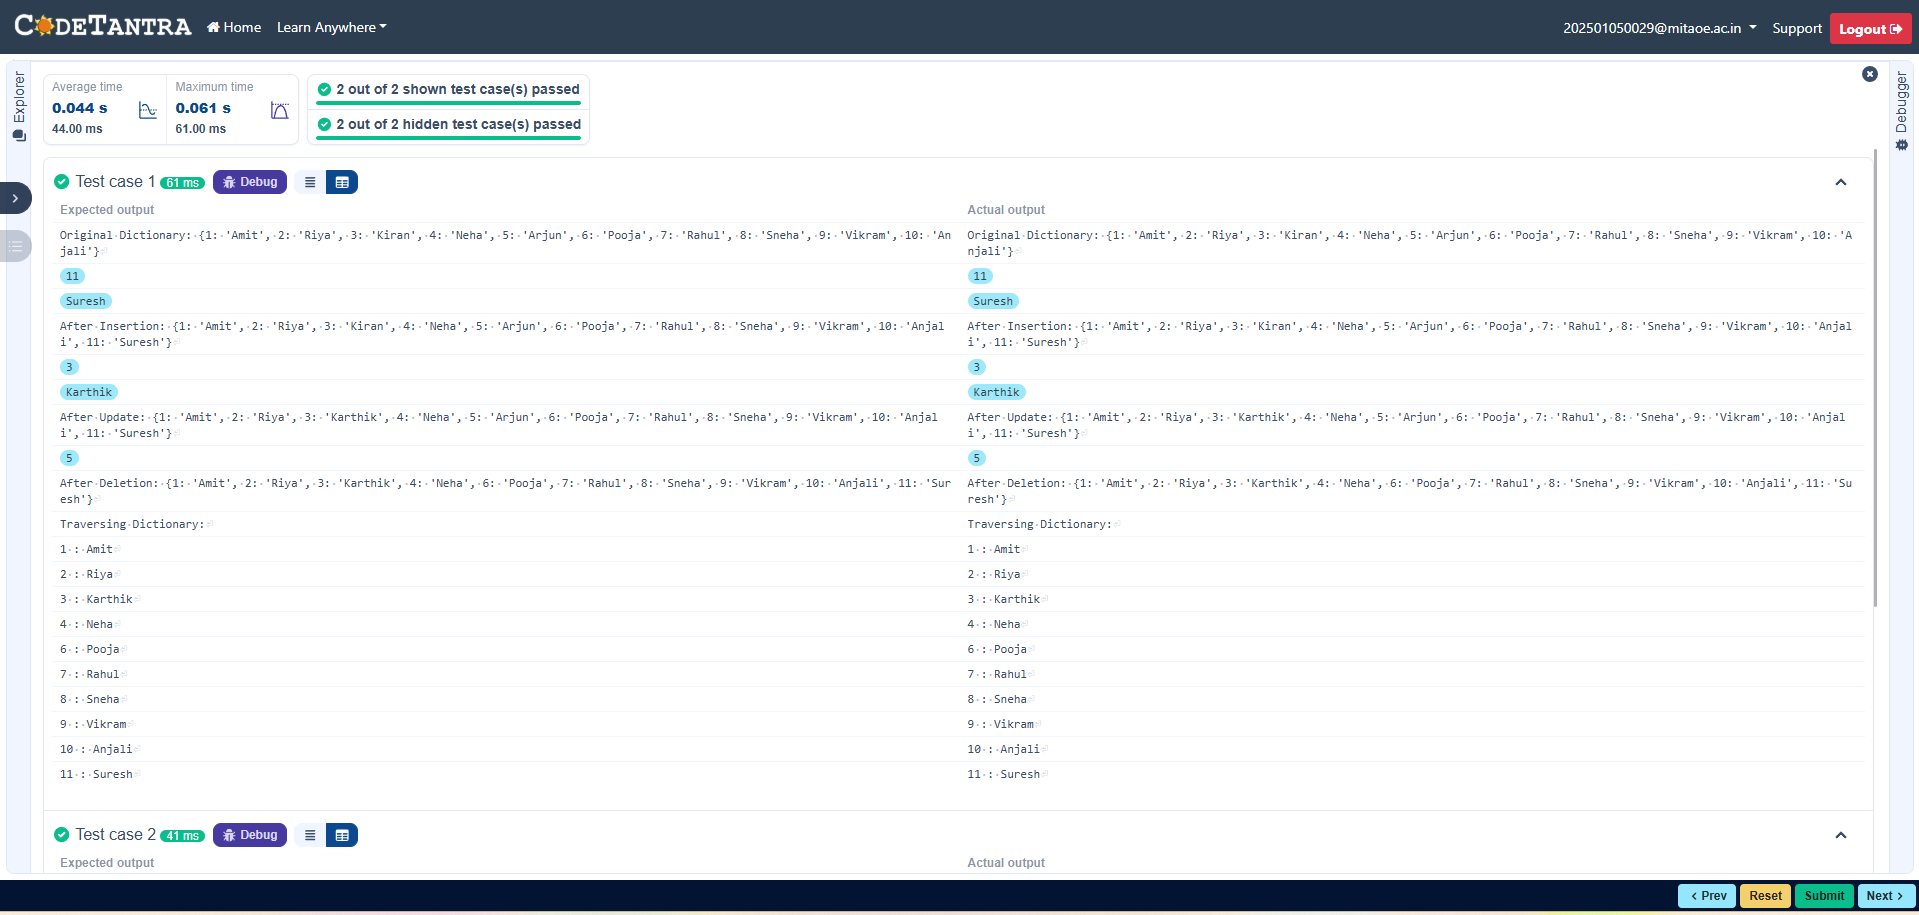 CODETANTRA Home Learn Anywhere 202501050029@mitaoe.ac.in Support Logout
Explorer
Debugger
Average time Maximum time
0.044 s 0.061 s
44.00 ms 61.00 ms
2 out of 2 shown test case(s) passed
2 out of 2 hidden test case(s) passed
Test case 1 61 ms Debug
Expected output Actual output
Original Dictionary: {1: 'Amit', 2: 'Riya', 3: 'Kiran', 4: 'Neha', 5: 'Arjun', 6: 'Pooja', 7: 'Rahul', 8: 'Sneha', 9: 'Vikram', 10: 'An
jali'}
Original Dictionary: {1: 'Amit', 2: 'Riya', 3: 'Kiran', 4: 'Neha', 5: 'Arjun', 6: 'Pooja', 7: 'Rahul', 8: 'Sneha', 9: 'Vikram', 10: 'A
njali'}
11 11
Suresh Suresh
After Insertion: {1: 'Amit', 2: 'Riya', 3: 'Kiran', 4: 'Neha', 5: 'Arjun', 6: 'Pooja', 7: 'Rahul', 8: 'Sneha', 9: 'Vikram', 10: 'Anjal
i', 11: 'Suresh'}
After Insertion: {1: 'Amit', 2: 'Riya', 3: 'Kiran', 4: 'Neha', 5: 'Arjun', 6: 'Pooja', 7: 'Rahul', 8: 'Sneha', 9: 'Vikram', 10: 'Anjal
i', 11: 'Suresh'}
3 3
Karthik Karthik
After Update: {1: 'Amit', 2: 'Riya', 3: 'Karthik', 4: 'Neha', 5: 'Arjun', 6: 'Pooja', 7: 'Rahul', 8: 'Sneha', 9: 'Vikram', 10: 'Anjal
i', 11: 'Suresh'}
After Update: {1: 'Amit', 2: 'Riya', 3: 'Karthik', 4: 'Neha', 5: 'Arjun', 6: 'Pooja', 7: 'Rahul', 8: 'Sneha', 9: 'Vikram', 10: 'Anjal
i', 11: 'Suresh'}
5 5
After Deletion: {1: 'Amit', 2: 'Riya', 3: 'Karthik', 4: 'Neha', 6: 'Pooja', 7: 'Rahul', 8: 'Sneha', 9: 'Vikram', 10: 'Anjali', 11: 'Sur
esh'}
After Deletion: {1: 'Amit', 2: 'Riya', 3: 'Karthik', 4: 'Neha', 6: 'Pooja', 7: 'Rahul', 8: 'Sneha', 9: 'Vikram', 10: 'Anjali', 11: 'Su
resh'}
Traversing Dictionary: Traversing Dictionary:
1 : Amit 1 : Amit
2 : Riya 2 : Riya
3 : Karthik 3 : Karthik
4 : Neha 4 : Neha
6 : Pooja 6 : Pooja
7 : Rahul 7 : Rahul
8 : Sneha 8 : Sneha
9 : Vikram 9 : Vikram
10 : Anjali 10 : Anjali
11 : Suresh 11 : Suresh
Test case 2 41 ms Debug
Expected output Actual output
Prev Reset Submit Next